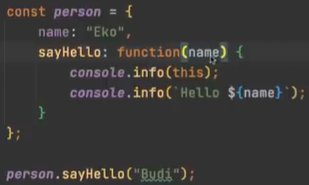 const person = {
    name: "Eko",
    sayHello: function(name) {
        console.info(this);
        console.info(`Hello ${name}`);
    }
};
person.sayHello("Budi");